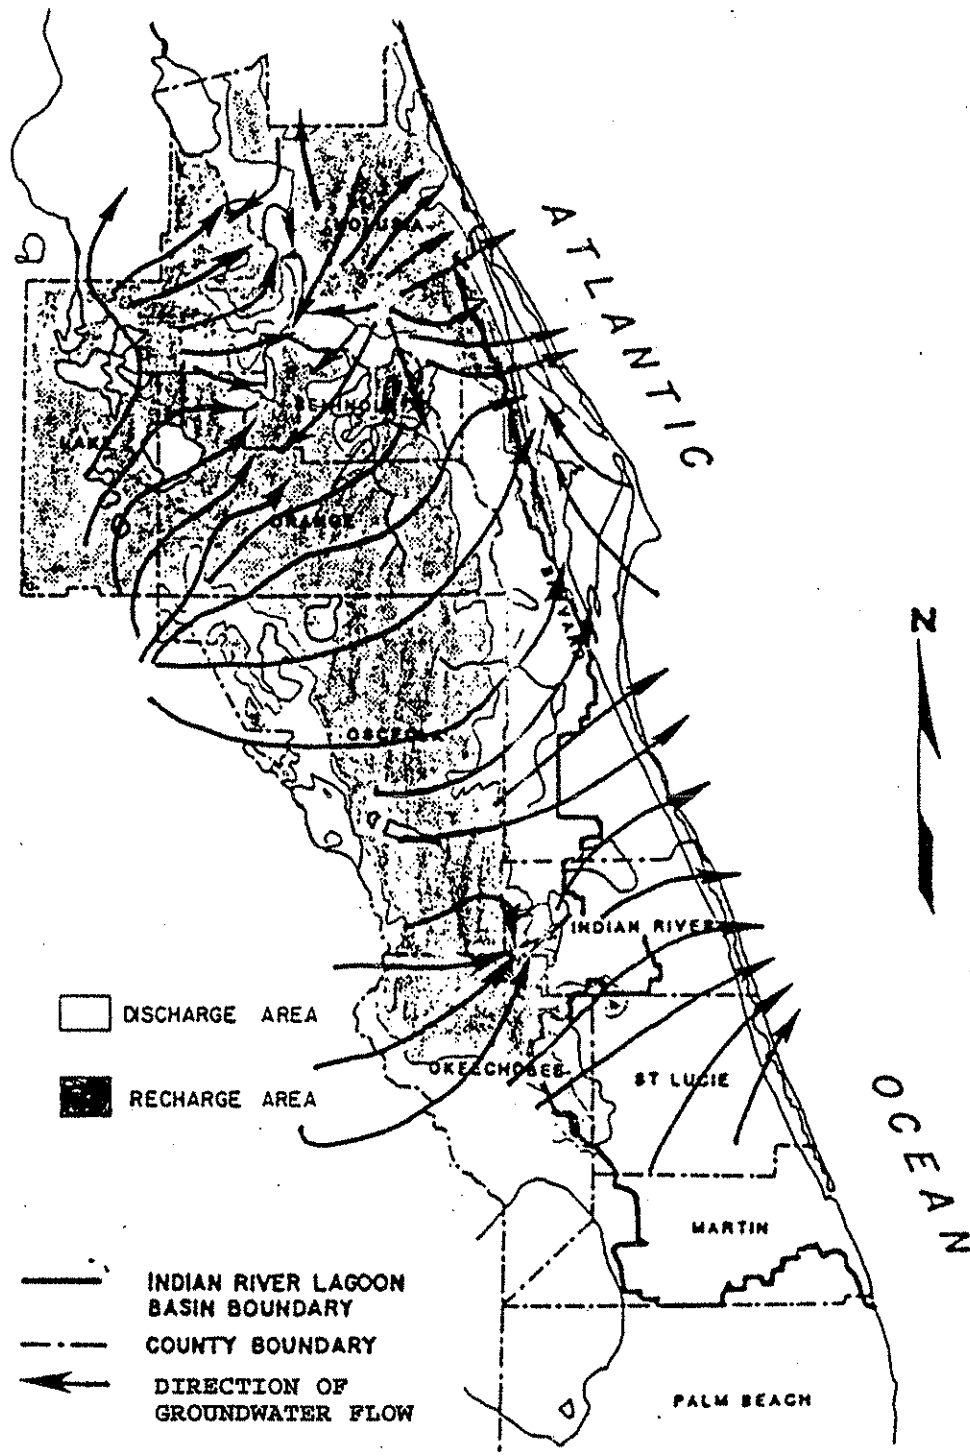 ATLANTIC
VOLUSIA
SEMINOLE
LAKE
ORANGE
BREVARD
N
OSCEOLA
INDIAN RIVER
DISCHARGE AREA
OKEECHOBEE
ST LUCIE
RECHARGE AREA
OCEAN
MARTIN
INDIAN RIVER LAGOON
BASIN BOUNDARY
COUNTY BOUNDARY
DIRECTION OF
GROUNDWATER FLOW
PALM BEACH